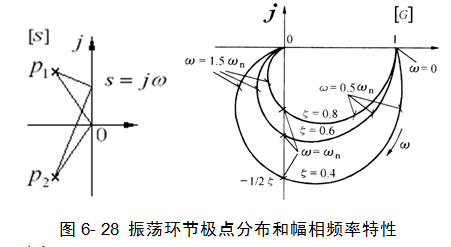 [s]
j
p₁
s = jω
0
p₂
j
[G]
0
1
ω = 1.5 ωₙ
ω=0
ω=0.5ωₙ
ζ=0.8
ζ=0.6
ω=ωₙ
ω
ζ=0.4
−1/2 ζ
图 6- 28 振荡环节极点分布和幅相频率特性